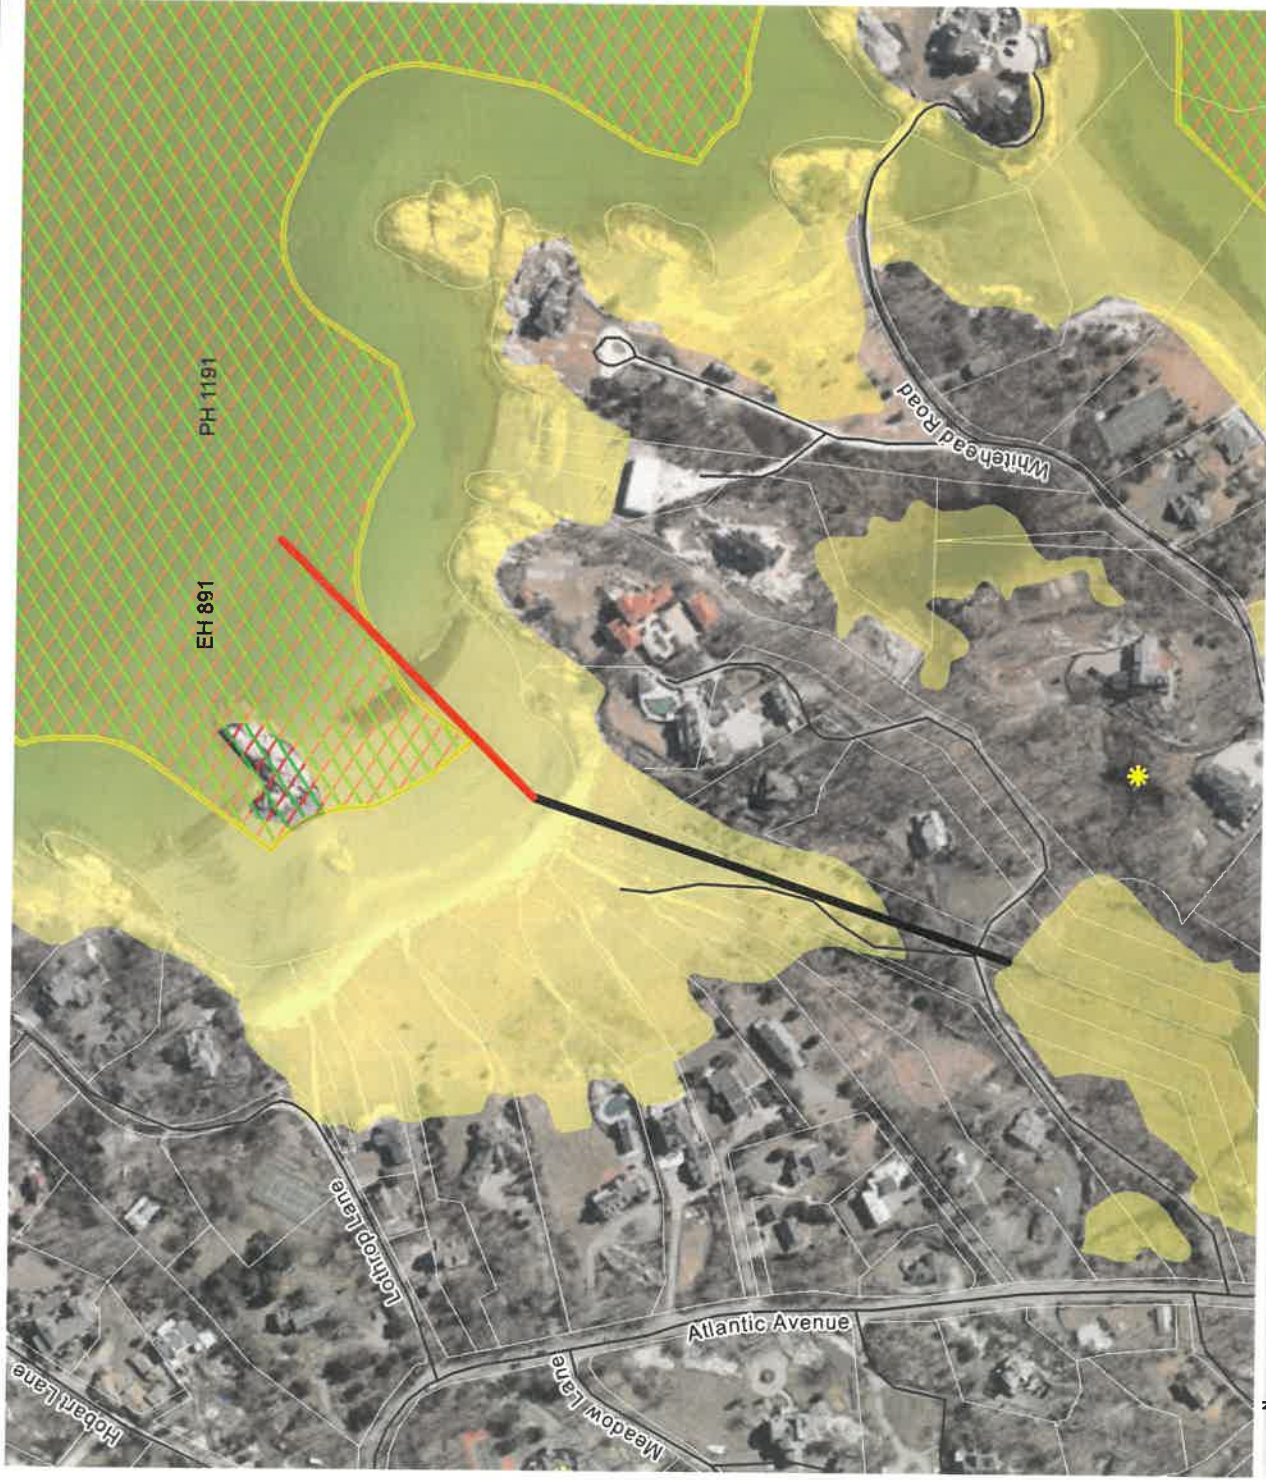 PH 1191
EH 891
Whitehead Road
Lothrop Lane
Atlantic Avenue
Hobart Lane
Meadow Lane
N